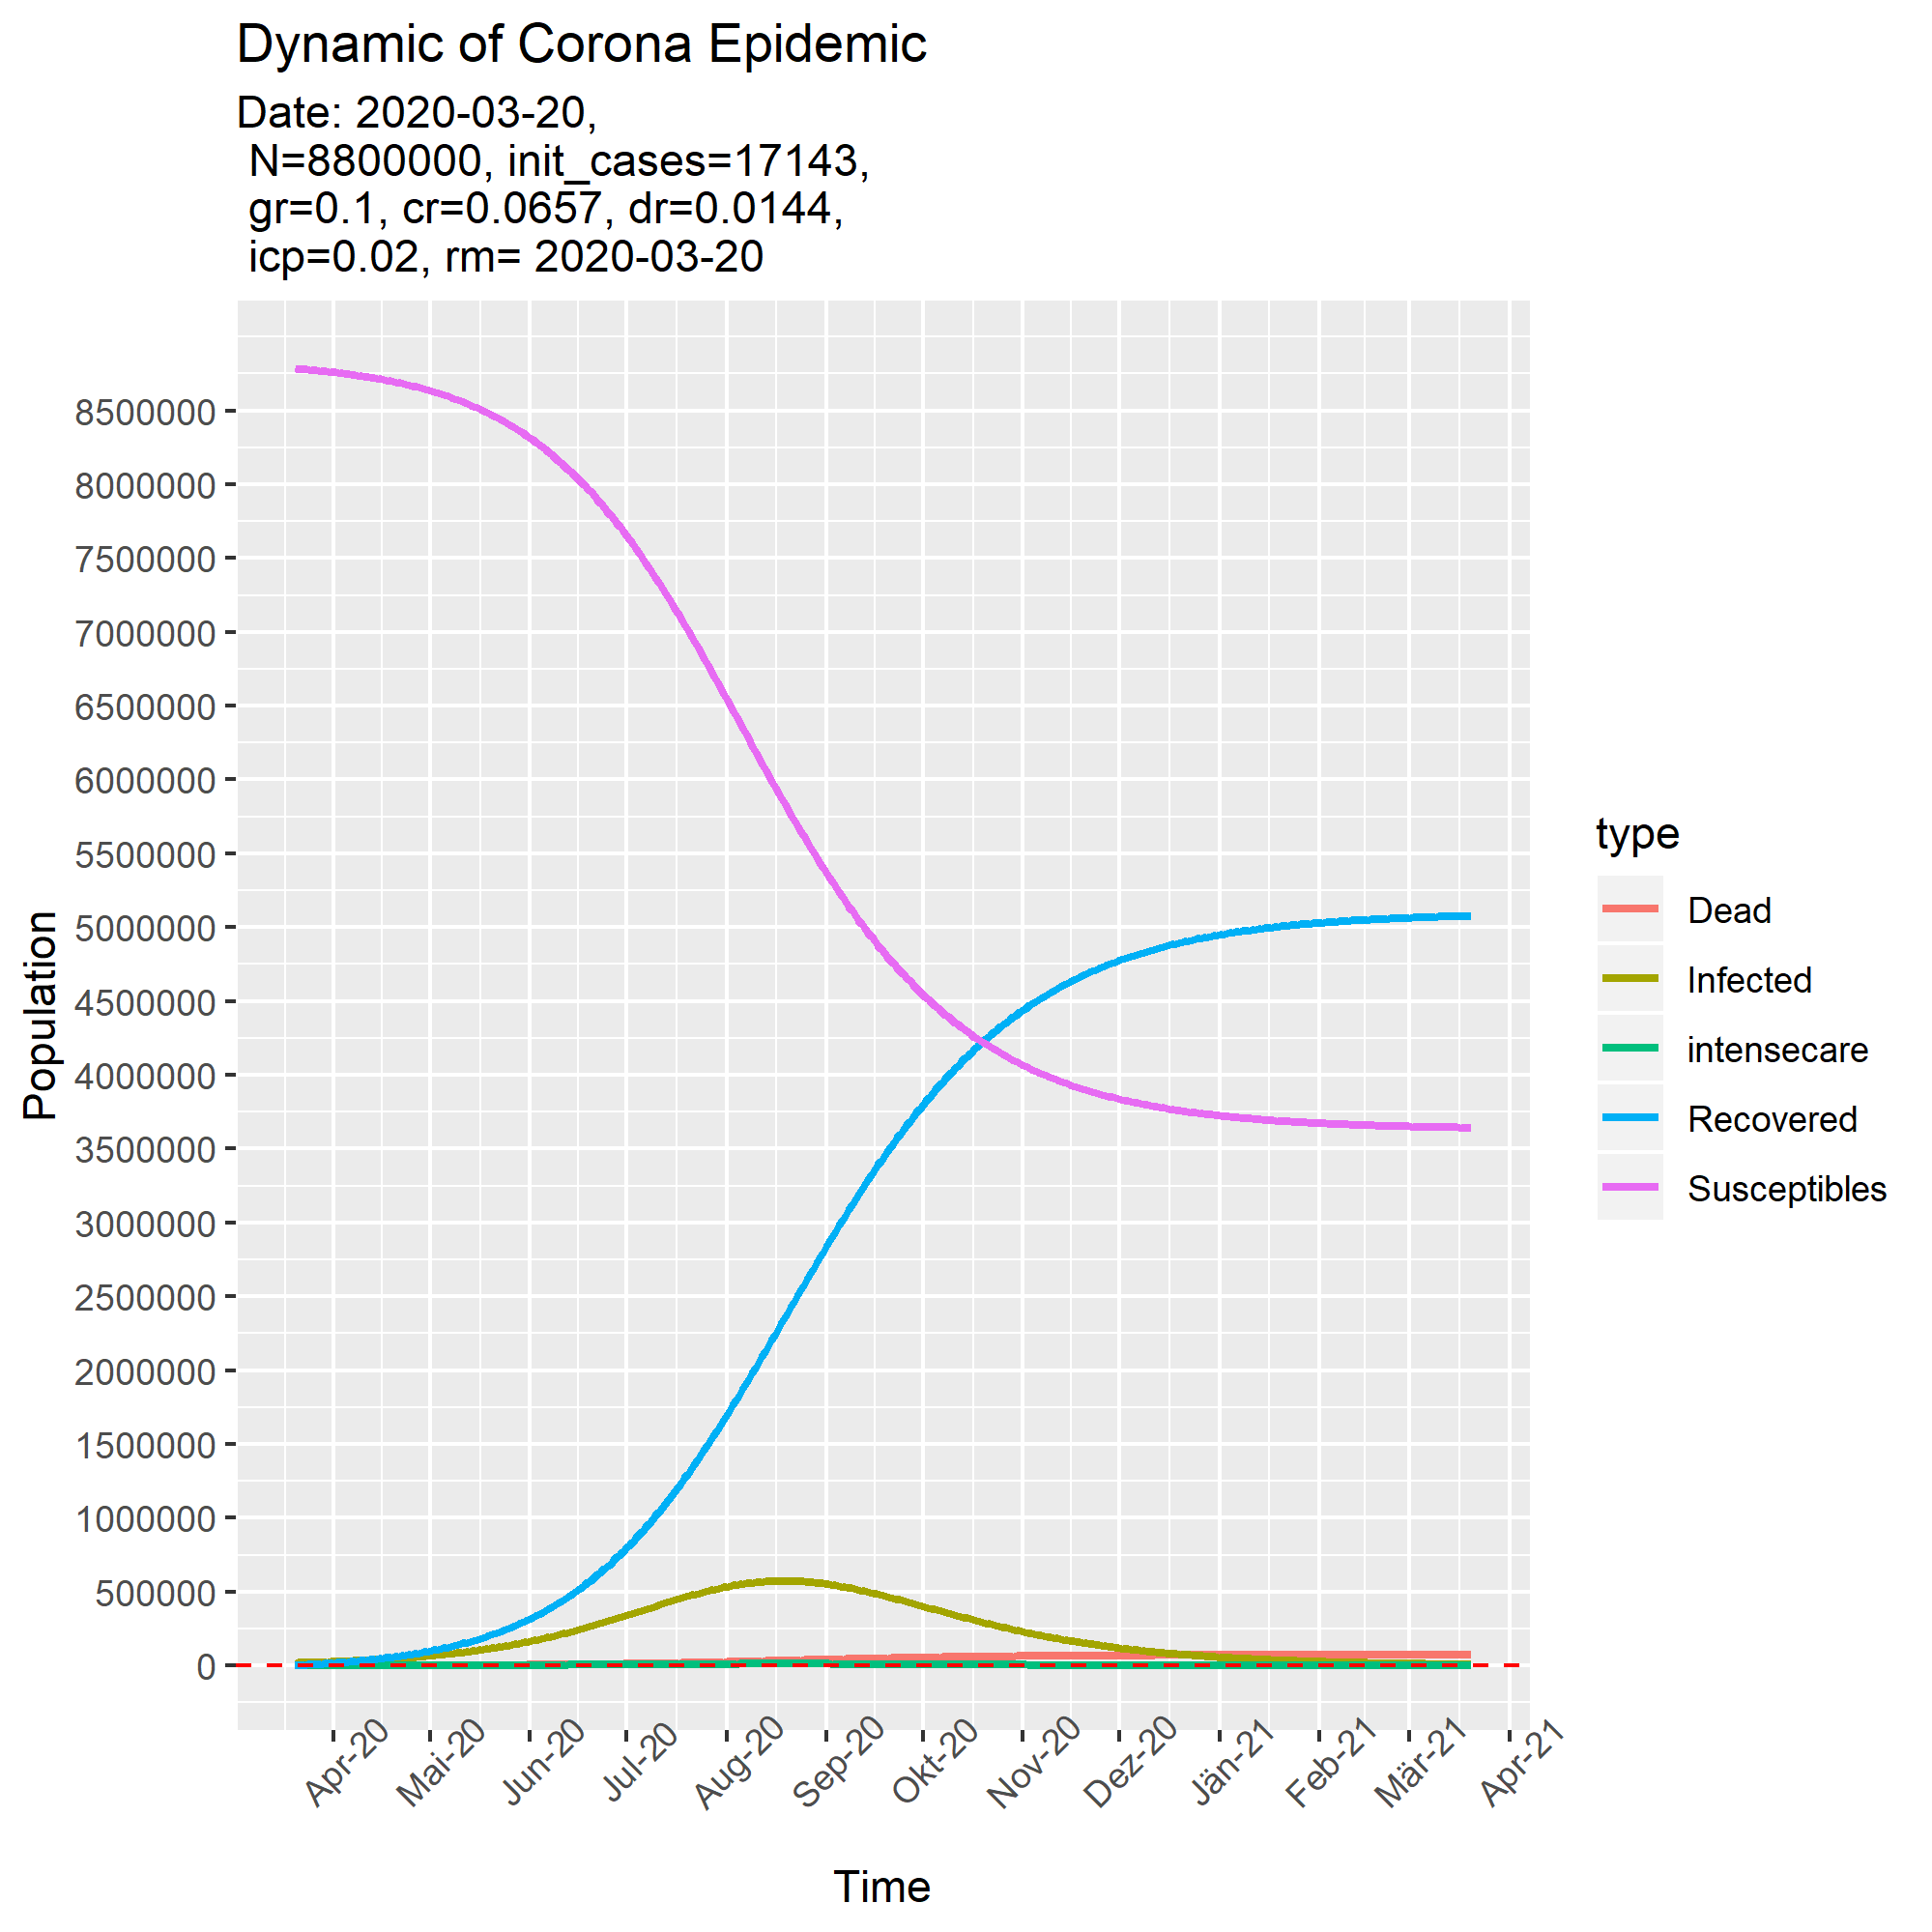 Dynamic of Corona Epidemic
Date: 2020-03-20,
N=8800000, init_cases=17143,
gr=0.1, cr=0.0657, dr=0.0144,
icp=0.02, rm= 2020-03-20
Population
8500000
8000000
7500000
7000000
6500000
6000000
5500000
5000000
4500000
4000000
3500000
3000000
2500000
2000000
1500000
1000000
500000
0
Apr-20
Mai-20
Jun-20
Jul-20
Aug-20
Sep-20
Okt-20
Nov-20
Dez-20
Jän-21
Feb-21
Mär-21
Apr-21
Time
type
Dead
Infected
intensecare
Recovered
Susceptibles